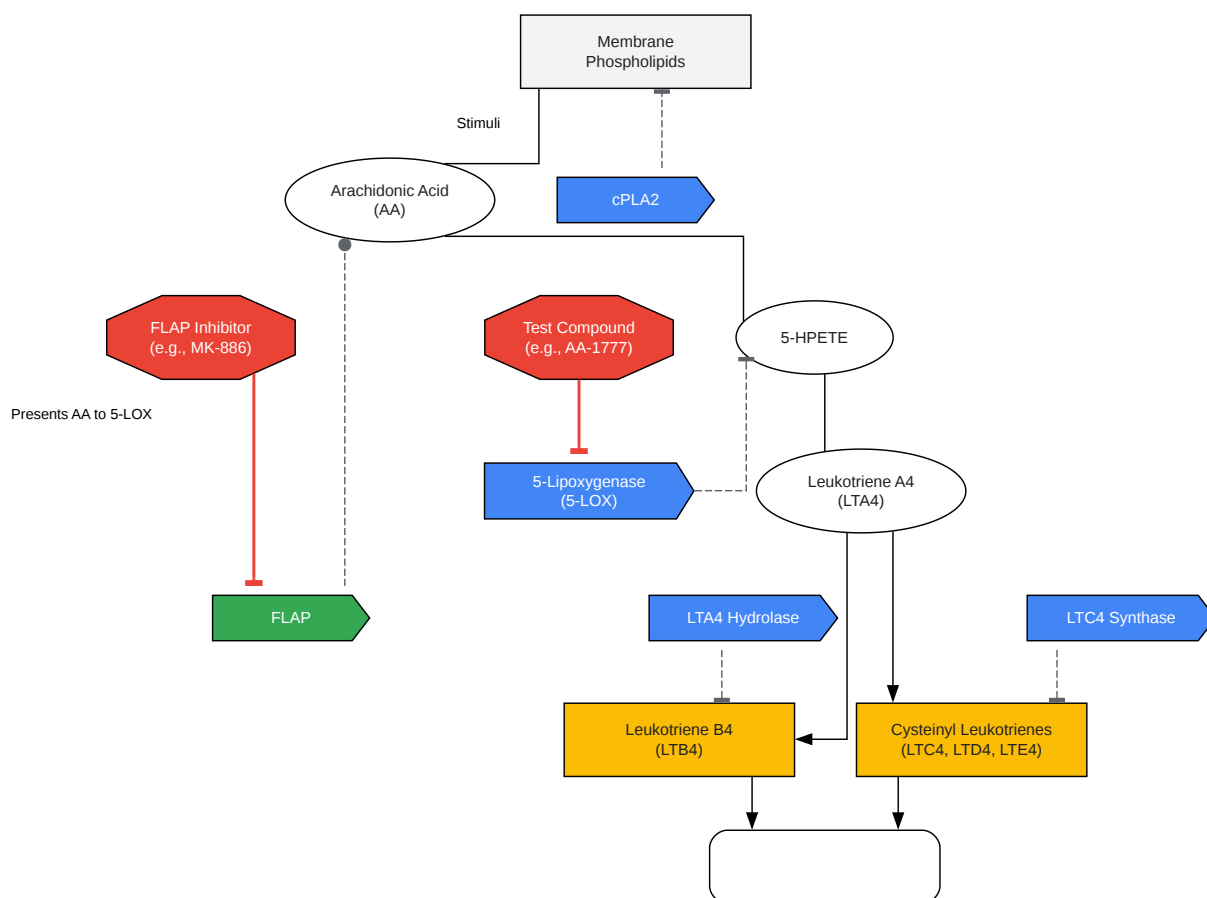 Membrane
Phospholipids
Stimuli
Arachidonic Acid
(AA)
cPLA2
FLAP Inhibitor
(e.g., MK-886)
Test Compound
(e.g., AA-1777)
5-HPETE
Presents AA to 5-LOX
5-Lipoxygenase
(5-LOX)
Leukotriene A4
(LTA4)
FLAP
LTA4 Hydrolase
LTC4 Synthase
Leukotriene B4
(LTB4)
Cysteinyl Leukotrienes
(LTC4, LTD4, LTE4)